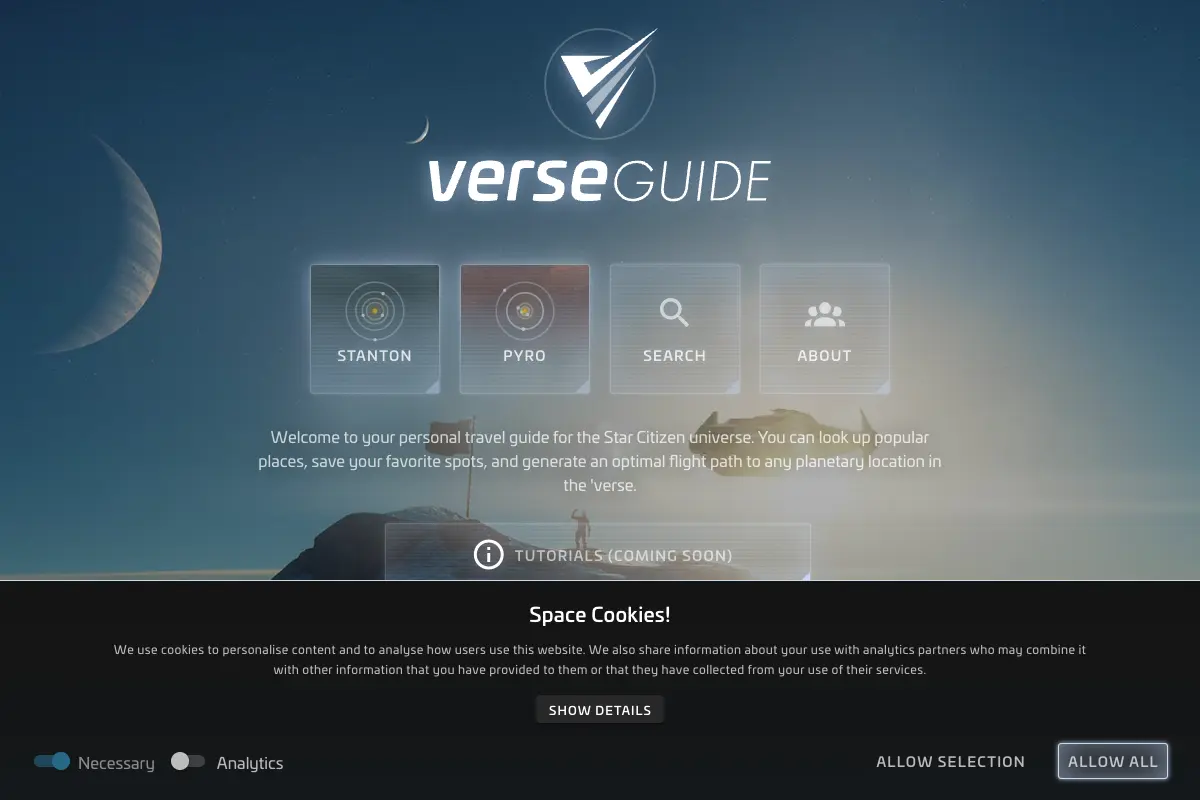 verseGUIDE
STANTON
PYRO
SEARCH
ABOUT
Welcome to your personal travel guide for the Star Citizen universe. You can look up popular
places, save your favorite spots, and generate an optimal flight path to any planetary location in
the 'verse.
TUTORIALS (COMING SOON)
Space Cookies!
We use cookies to personalise content and to analyse how users use this website. We also share information about your use with analytics partners who may combine it
with other information that you have provided to them or that they have collected from your use of their services.
SHOW DETAILS
Necessary
Analytics
ALLOW SELECTION
ALLOW ALL